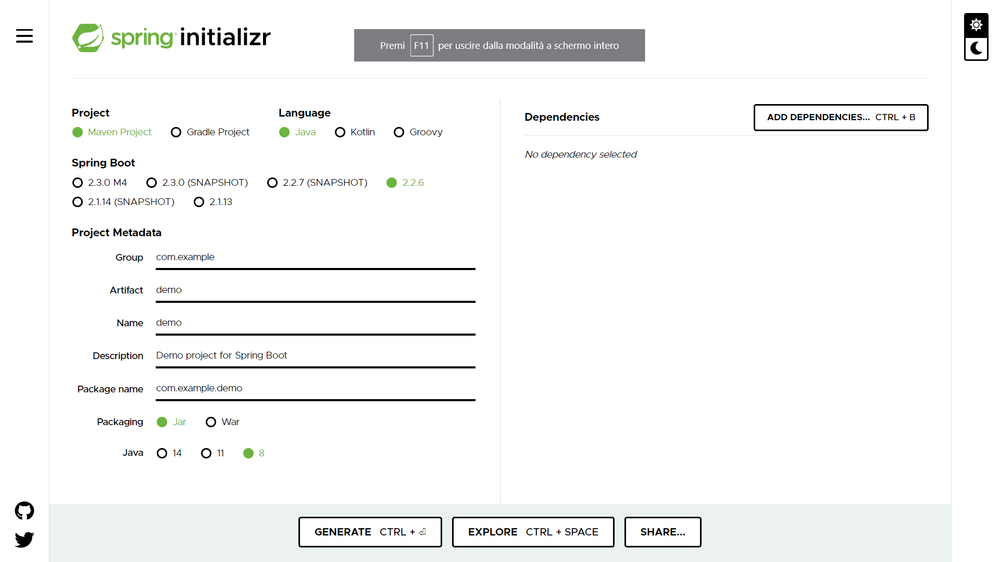 spring® initializr
Premi F11 per uscire dalla modalità a schermo intero
Project
Maven Project Gradle Project
Language
Java Kotlin Groovy
Spring Boot
2.3.0 M4 2.3.0 (SNAPSHOT) 2.2.7 (SNAPSHOT) 2.2.6
2.1.14 (SNAPSHOT) 2.1.13
Project Metadata
Group com.example
Artifact demo
Name demo
Description Demo project for Spring Boot
Package name com.example.demo
Packaging Jar War
Java 14 11 8
Dependencies
ADD DEPENDENCIES... CTRL + B
No dependency selected
GENERATE CTRL + ⏎
EXPLORE CTRL + SPACE
SHARE...